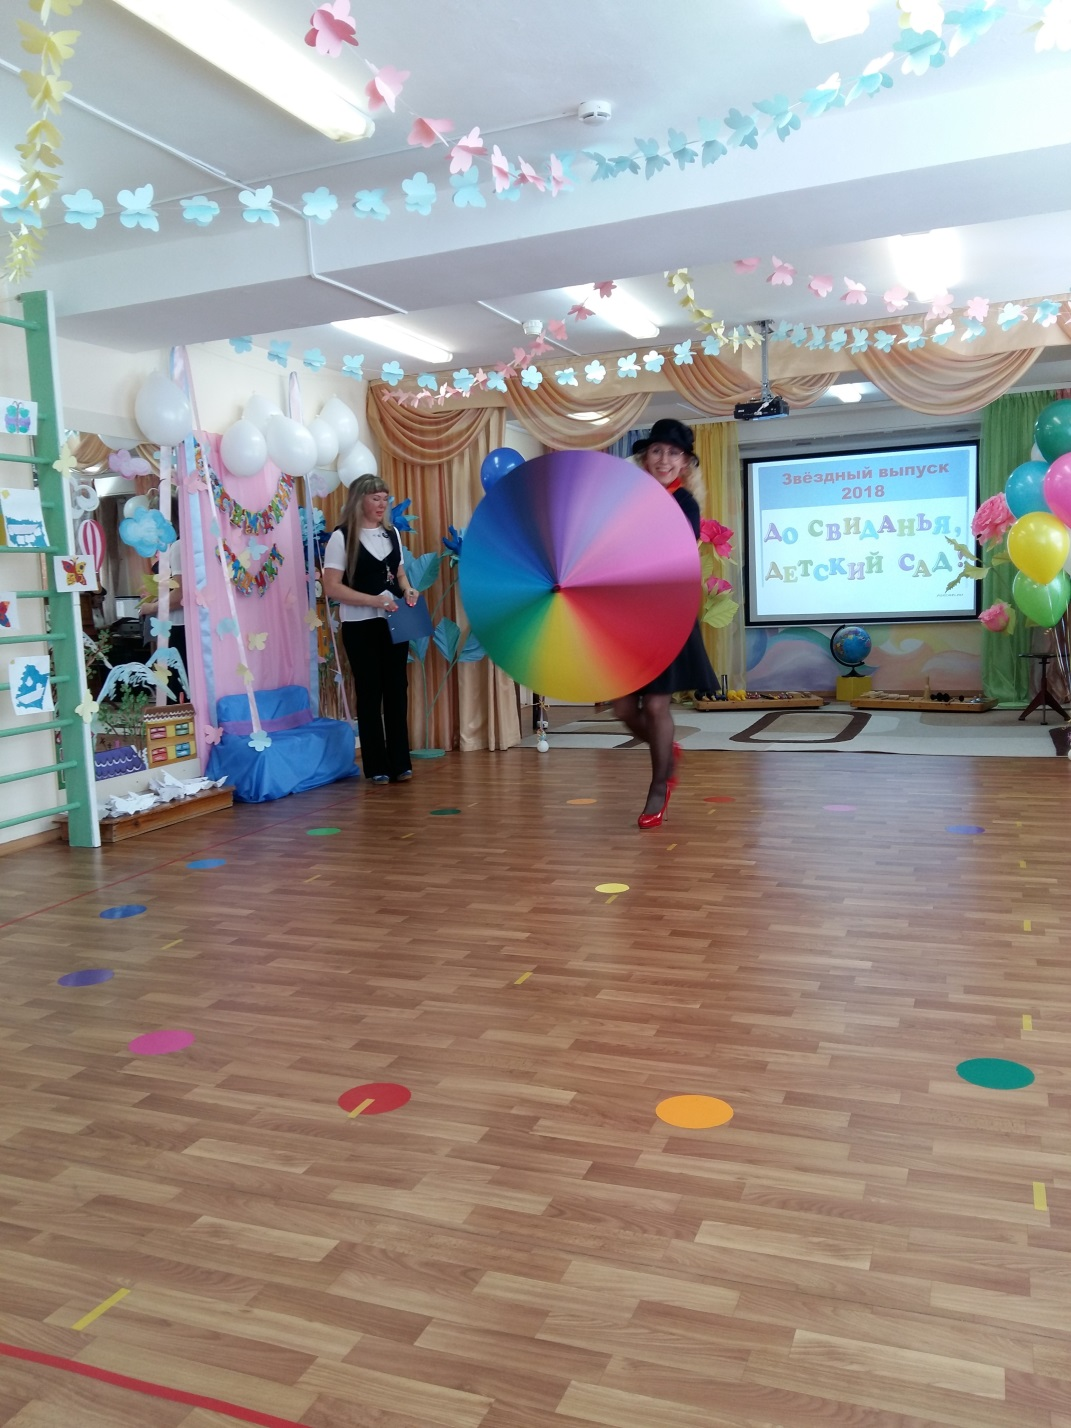 Звёздный выпуск
2018
ДО СВИДАНЬЯ,
ДЕТСКИЙ САД!